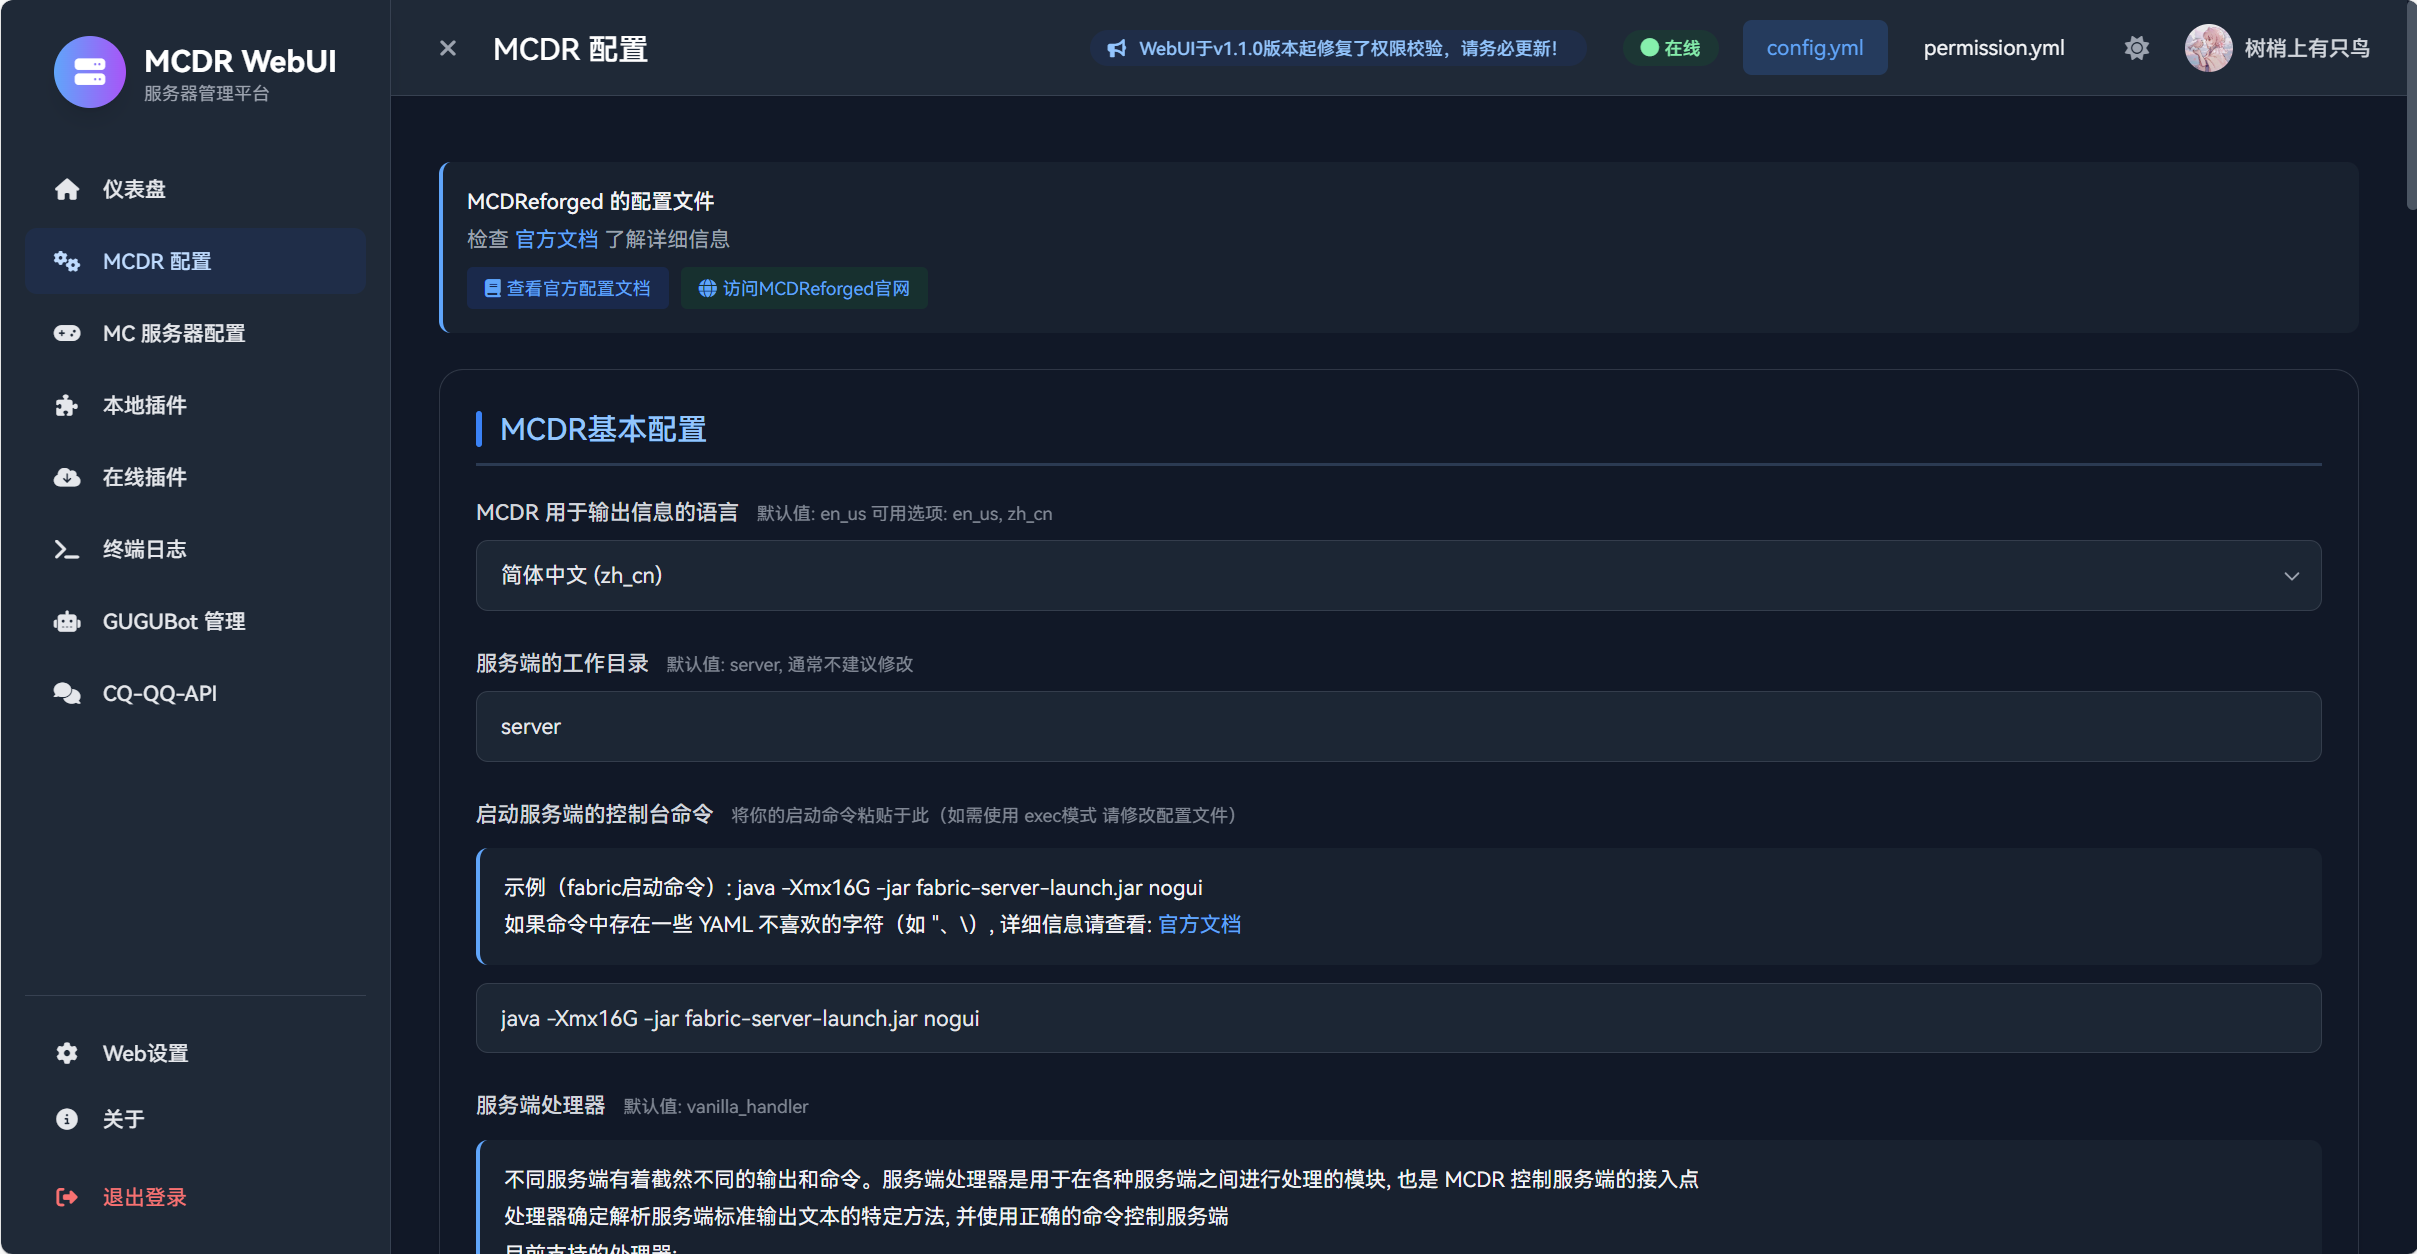 MCDR WebUI
服务器管理平台
仪表盘
MCDR 配置
MC 服务器配置
本地插件
在线插件
终端日志
GUGUBot 管理
CQ-QQ-API
Web设置
关于
退出登录
MCDR 配置
WebUI于v1.1.0版本起修复了权限校验，请务必更新！
在线
config.yml
permission.yml
树梢上有只鸟
MCDReforged 的配置文件
检查 官方文档 了解详细信息
查看官方配置文档
访问MCDReforged官网
MCDR基本配置
MCDR 用于输出信息的语言 默认值: en_us 可用选项: en_us, zh_cn
简体中文 (zh_cn)
服务端的工作目录 默认值: server, 通常不建议修改
server
启动服务端的控制台命令 将你的启动命令粘贴于此（如需使用 exec模式 请修改配置文件）
示例（fabric启动命令）: java -Xmx16G -jar fabric-server-launch.jar nogui
如果命令中存在一些 YAML 不喜欢的字符（如 "、\）, 详细信息请查看: 官方文档
java -Xmx16G -jar fabric-server-launch.jar nogui
服务端处理器 默认值: vanilla_handler
不同服务端有着截然不同的输出和命令。服务端处理器是用于在各种服务端之间进行处理的模块, 也是 MCDR 控制服务端的接入点
处理器确定解析服务端标准输出文本的特定方法, 并使用正确的命令控制服务端
目前支持的处理器: